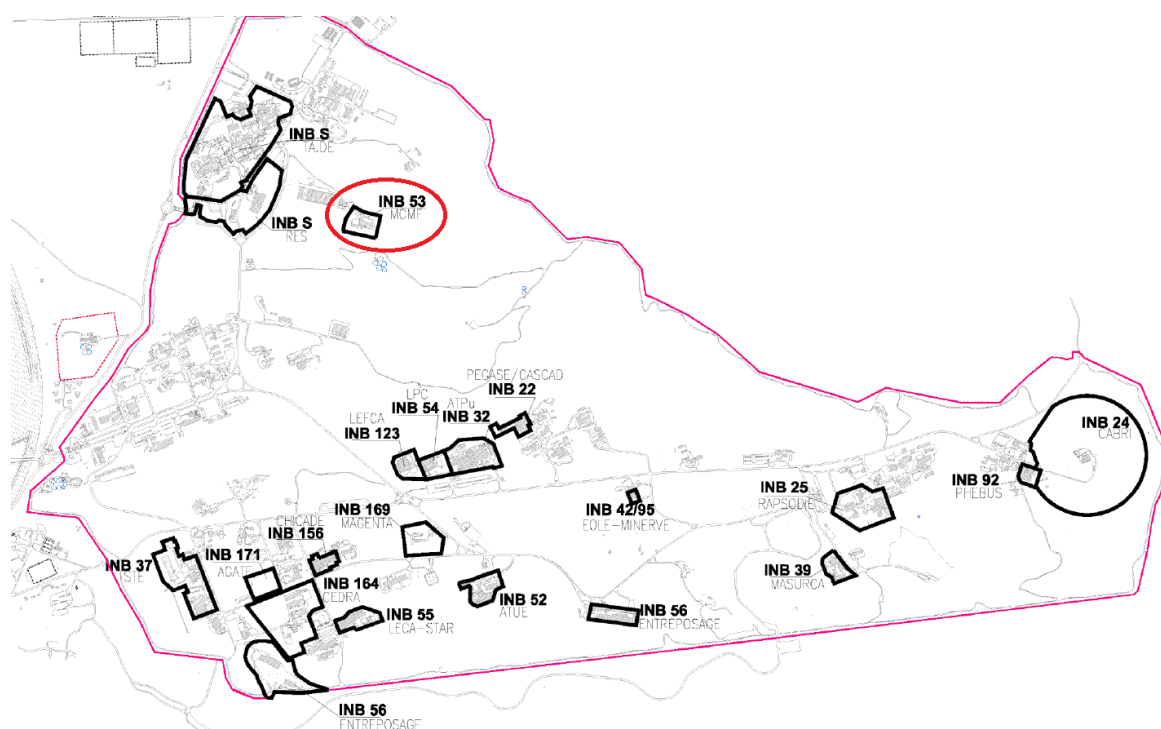 INB S
TA.DE
INB 53
MCMF
INB S
RES
PEGASE/CASCAD
INB 22
LPC
INB 54
ATPu
INB 32
LEFCA
INB 123
INB 24
CABRI
INB 92
PHEBUS
INB 25
RAPSODIE
INB 42/95
EOLE-MINERVE
INB 169
MAGENTA
CHICADE
INB 156
INB 37
INB 171
AGATE
INB 164
CEDRA
INB 39
MASURCA
INB 52
ATUE
INB 55
LECA-STAR
INB 56
ENTREPOSAGE
INB 56
ENTREPOSAGE